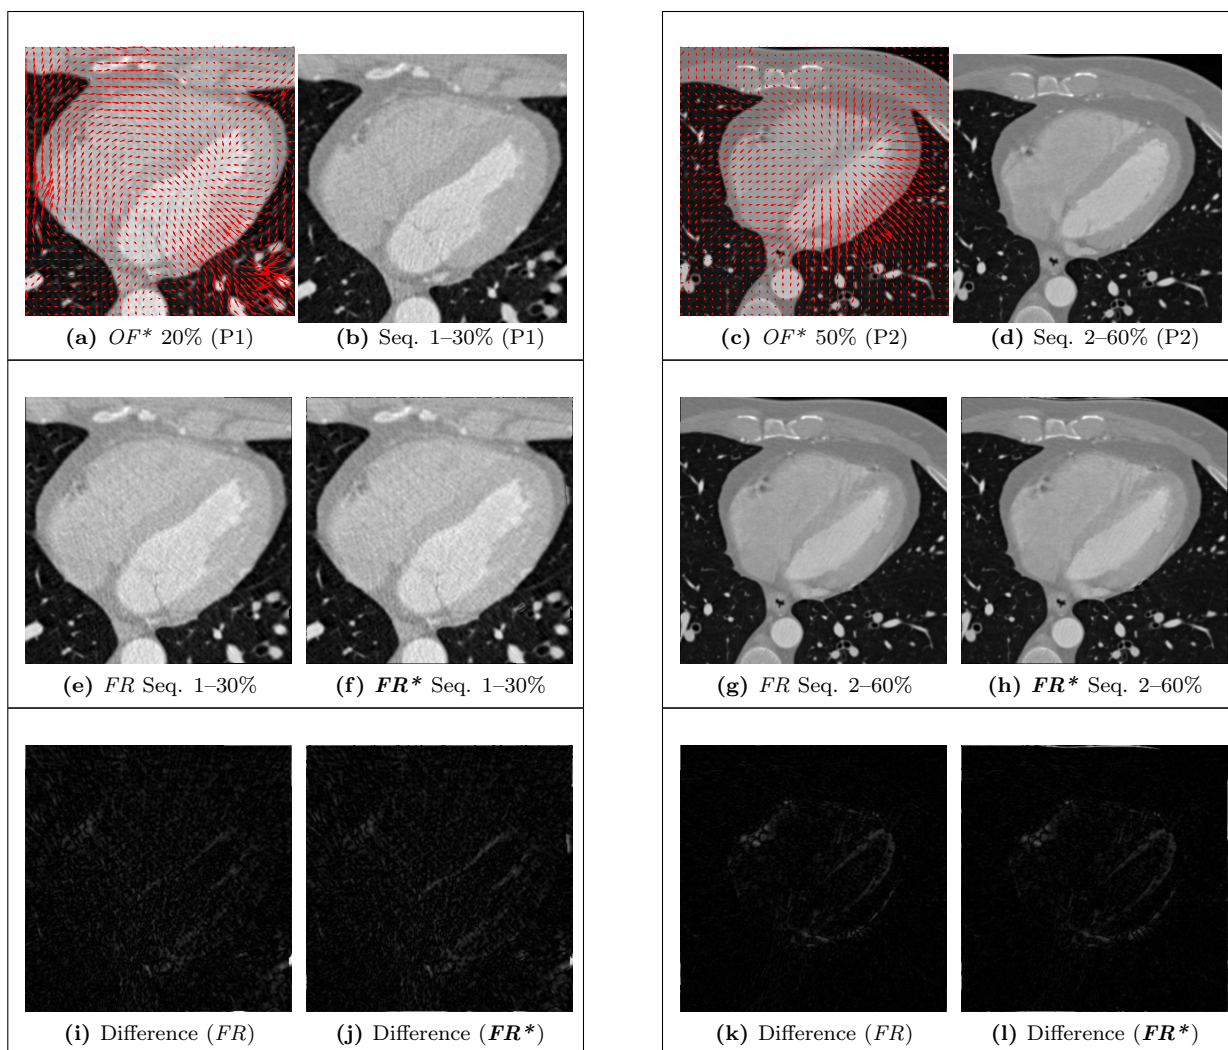 (a) OF* 20% (P1)
(b) Seq. 1–30% (P1)
(c) OF* 50% (P2)
(d) Seq. 2–60% (P2)
(e) FR Seq. 1–30%
(f) FR* Seq. 1–30%
(g) FR Seq. 2–60%
(h) FR* Seq. 2–60%
(i) Difference (FR)
(j) Difference (FR*)
(k) Difference (FR)
(l) Difference (FR*)